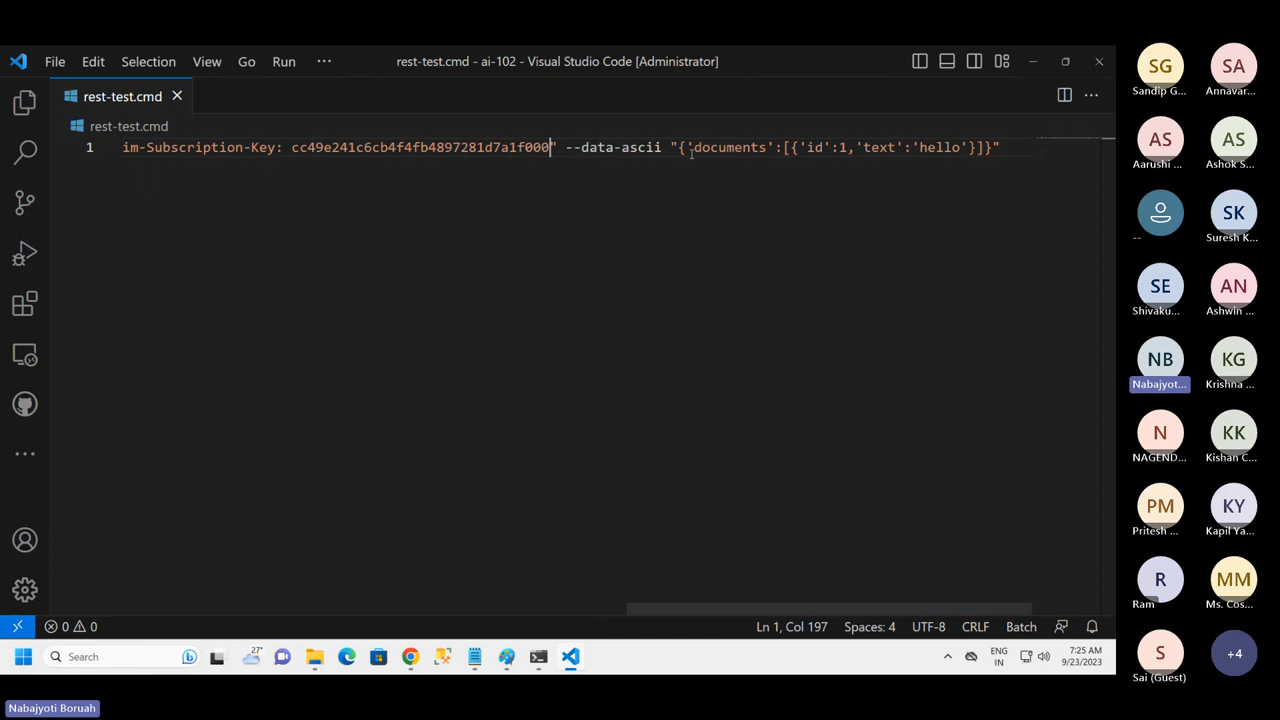 File Edit Selection View Go Run ··· rest-test.cmd - ai-102 - Visual Studio Code [Administrator]
rest-test.cmd
rest-test.cmd
1 im-Subscription-Key: cc49e241c6cb4f4fb4897281d7a1f000" --data-ascii "{'documents':[{'id':1,'text':'hello'}]}"
0 0 Ln 1, Col 197 Spaces: 4 UTF-8 CRLF Batch
Search 27° ENG IN 7:25 AM 9/23/2023
SG SA
Sandip G... Annavar...
AS AS
Aarushi ... Ashok S...
SK
-- Suresh K...
SE AN
Shivaku... Ashwin ...
NB KG
Nabajyot... Krishna ...
N KK
NAGEND... Kishan C...
PM KY
Pritesh ... Kapil Ya...
R MM
Ram Ms. Cos...
S +4
Sai (Guest)
Nabajyoti Boruah